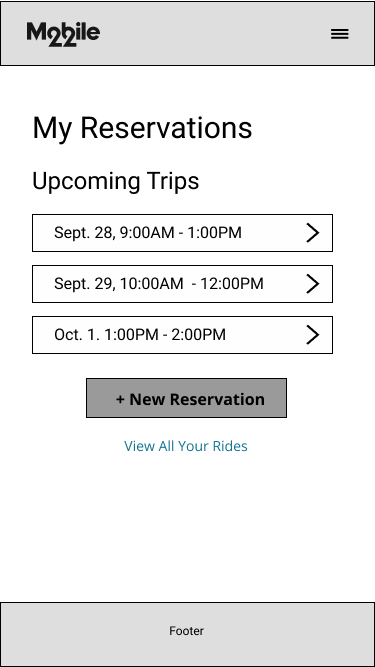 Mobile
22
My Reservations
Upcoming Trips
Sept. 28, 9:00AM - 1:00PM
Sept. 29, 10:00AM  - 12:00PM
Oct. 1. 1:00PM - 2:00PM
+ New Reservation
View All Your Rides
Footer